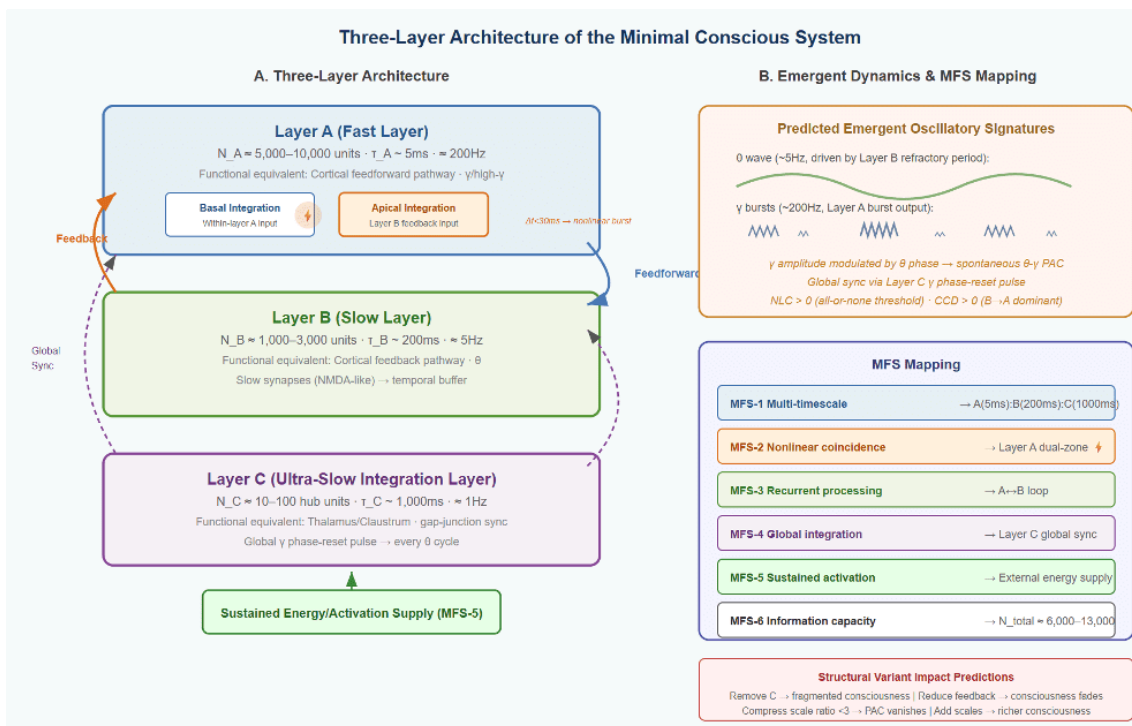 Three-Layer Architecture of the Minimal Conscious System
A. Three-Layer Architecture
Layer A (Fast Layer)
N_A ≈ 5,000–10,000 units · τ_A ~ 5ms · ≈ 200Hz
Functional equivalent: Cortical feedforward pathway · γ/high-γ
Basal Integration
Within-layer A input
Apical Integration
Layer B feedback input
Δt<30ms → nonlinear burst
Feedback
Feedforward
Layer B (Slow Layer)
N_B ≈ 1,000–3,000 units · τ_B ~ 200ms · ≈ 5Hz
Functional equivalent: Cortical feedback pathway · θ
Slow synapses (NMDA-like) → temporal buffer
Global
Sync
Layer C (Ultra-Slow Integration Layer)
N_C ≈ 10–100 hub units · τ_C ~ 1,000ms · ≈ 1Hz
Functional equivalent: Thalamus/Claustrum · gap-junction sync
Global γ phase-reset pulse → every θ cycle
Sustained Energy/Activation Supply (MFS-5)
B. Emergent Dynamics & MFS Mapping
Predicted Emergent Oscillatory Signatures
θ wave (~5Hz, driven by Layer B refractory period):
γ bursts (~200Hz, Layer A burst output):
γ amplitude modulated by θ phase → spontaneous θ-γ PAC
Global sync via Layer C γ phase-reset pulse
NLC > 0 (all-or-none threshold) · CCD > 0 (B→A dominant)
MFS Mapping
MFS-1 Multi-timescale → A(5ms):B(200ms):C(1000ms)
MFS-2 Nonlinear coincidence → Layer A dual-zone
MFS-3 Recurrent processing → A↔B loop
MFS-4 Global integration → Layer C global sync
MFS-5 Sustained activation → External energy supply
MFS-6 Information capacity → N_total ≈ 6,000–13,000
Structural Variant Impact Predictions
Remove C → fragmented consciousness | Reduce feedback → consciousness fades
Compress scale ratio <3 → PAC vanishes | Add scales → richer consciousness